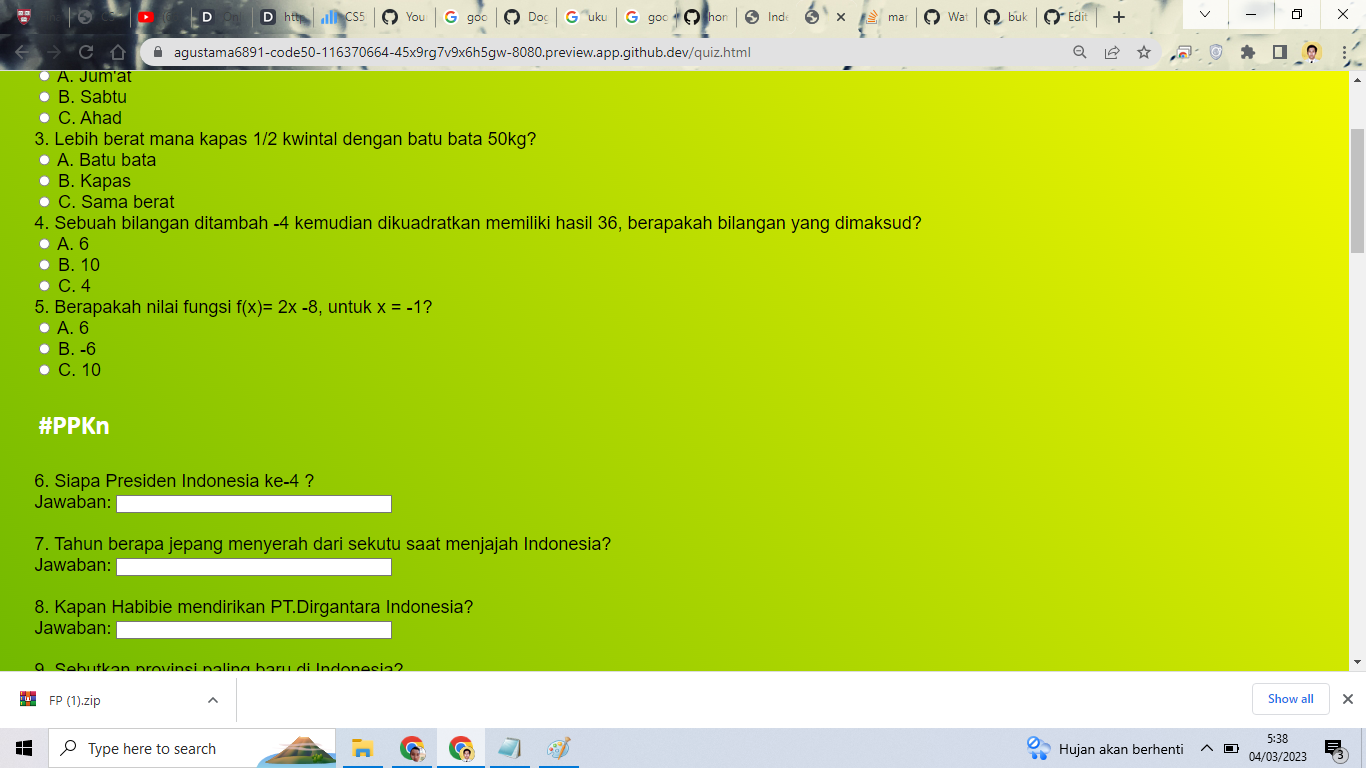 CS5
D
D http
CS5
You
goo
Dog
uku
goo
hon
Inde
mar
Wat
buk
Edit
agustama6891-code50-116370664-45x9rg7v9x6h5gw-8080.preview.app.github.dev/quiz.html
A. Jum'at
B. Sabtu
C. Ahad
3. Lebih berat mana kapas 1/2 kwintal dengan batu bata 50kg?
A. Batu bata
B. Kapas
C. Sama berat
4. Sebuah bilangan ditambah -4 kemudian dikuadratkan memiliki hasil 36, berapakah bilangan yang dimaksud?
A. 6
B. 10
C. 4
5. Berapakah nilai fungsi f(x)= 2x -8, untuk x = -1?
A. 6
B. -6
C. 10
#PPKn
6. Siapa Presiden Indonesia ke-4 ?
Jawaban:
7. Tahun berapa jepang menyerah dari sekutu saat menjajah Indonesia?
Jawaban:
8. Kapan Habibie mendirikan PT.Dirgantara Indonesia?
Jawaban:
9. Sebutkan provinsi paling baru di Indonesia?
FP (1).zip
Show all
Type here to search
Hujan akan berhenti
5:38
04/03/2023
3